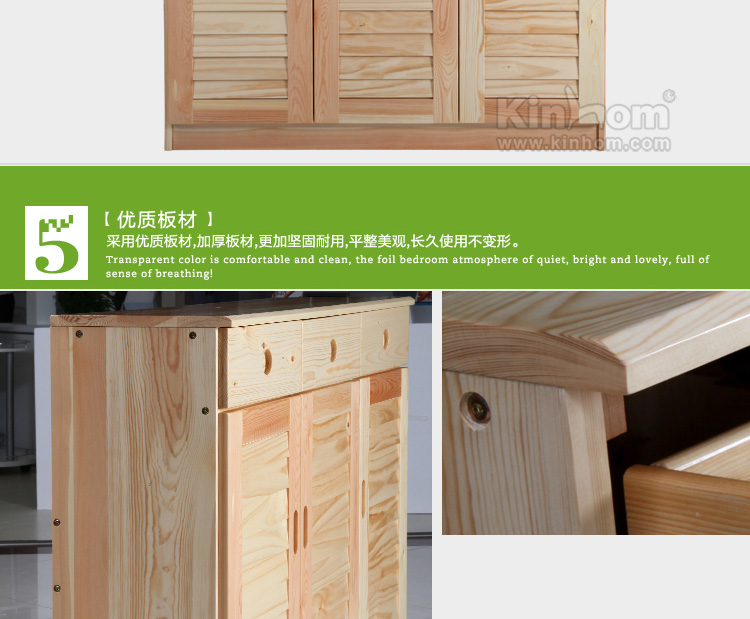 Kinhom
www.kinhom.com
5
【 优质板材 】
采用优质板材,加厚板材,更加坚固耐用,平整美观,长久使用不变形。
Transparent color is comfortable and clean, the foil bedroom atmosphere of quiet, bright and lovely, full of
sense of breathing!